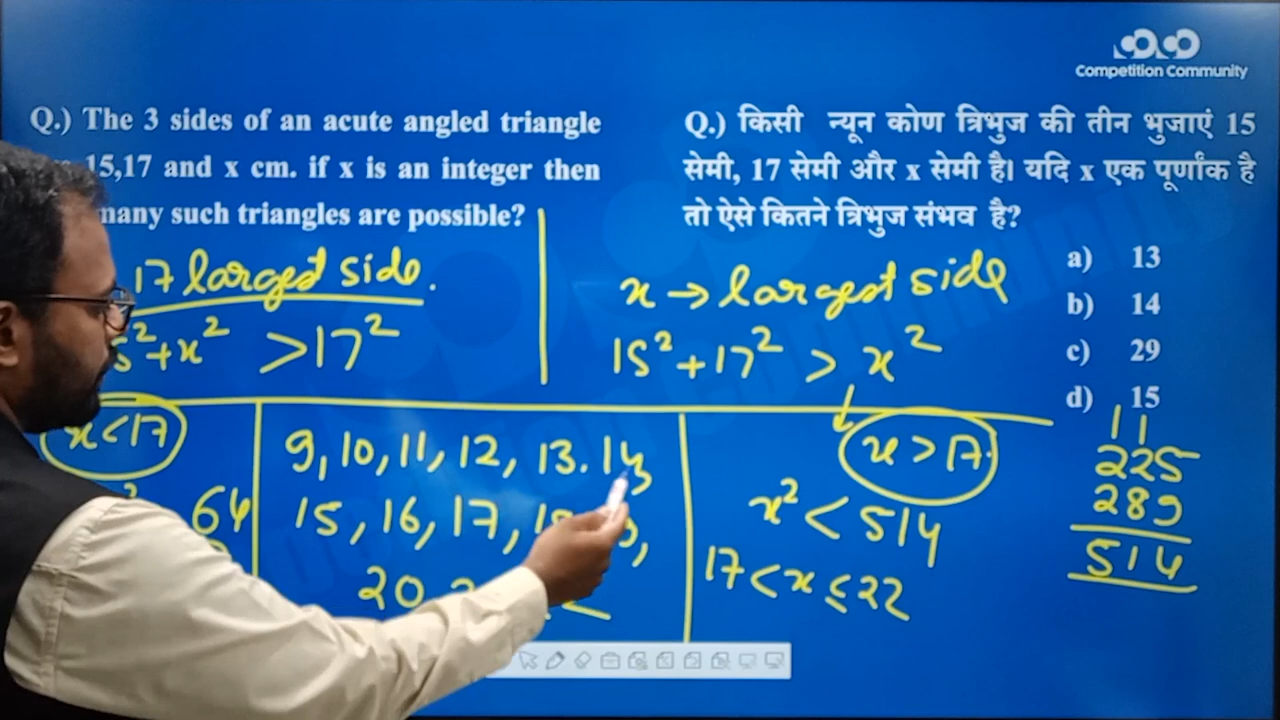 Competition Community
Q.) The 3 sides of an acute angled triangle
15,17 and x cm. if x is an integer then
many such triangles are possible?
Q.) किसी न्यून कोण त्रिभुज की तीन भुजाएं 15
सेमी, 17 सेमी और x सेमी है। यदि x एक पूर्णांक है
तो ऐसे कितने त्रिभुज संभव है?
a) 13
b) 14
c) 29
d) 15
17 largest side.
5²+x² >17²
x → largest side
15²+17² > x²
x<17
64
9, 10, 11, 12, 13. 14,
15, 16, 17,
20
x>17.
x² < 514
17<x≤22
11
225
289
514